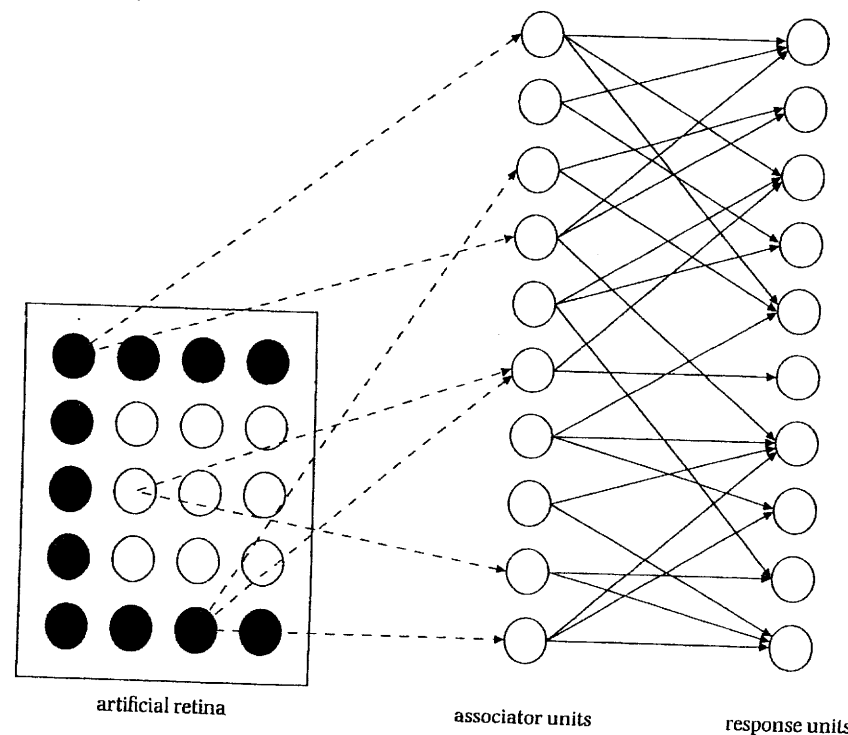 artificial retina
associator units
response units